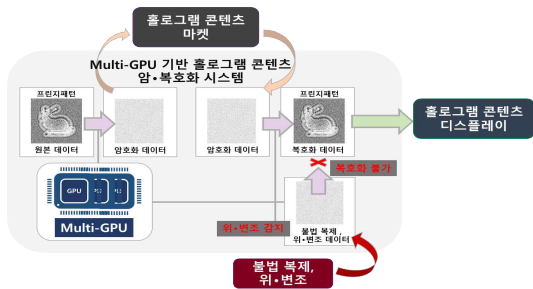 홀로그램 콘텐츠
마켓
Multi-GPU 기반 홀로그램 콘텐츠
암•복호화 시스템
프린지패턴
원본 데이터
암호화 데이터
암호화 데이터
프린지패턴
복호화 데이터
홀로그램 콘텐츠
디스플레이
복호화 불가
GPU
Multi-GPU
위•변조 감지
불법 복제,
위•변조 데이터
불법 복제,
위•변조